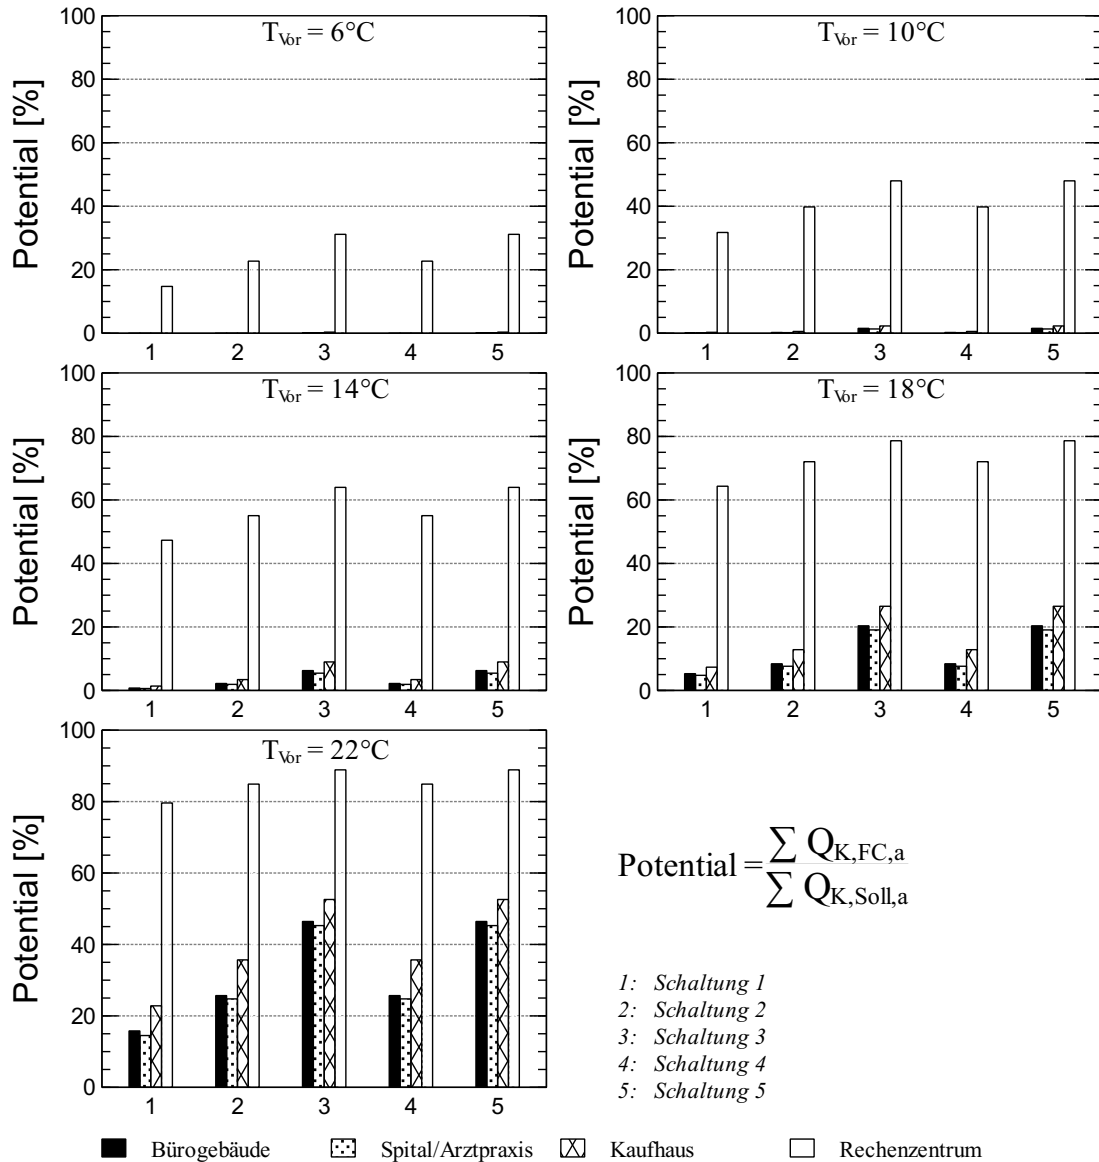 T_Vor = 6°C
Potential [%]
100
80
60
40
20
0
1 2 3 4 5
T_Vor = 10°C
Potential [%]
100
80
60
40
20
0
1 2 3 4 5
T_Vor = 14°C
Potential [%]
100
80
60
40
20
0
1 2 3 4 5
T_Vor = 18°C
Potential [%]
100
80
60
40
20
0
1 2 3 4 5
T_Vor = 22°C
Potential [%]
100
80
60
40
20
0
1 2 3 4 5
Potential = ∑ Q_K,FC,a / ∑ Q_K,Soll,a
1: Schaltung 1
2: Schaltung 2
3: Schaltung 3
4: Schaltung 4
5: Schaltung 5
Bürogebäude Spital/Arztpraxis Kaufhaus Rechenzentrum